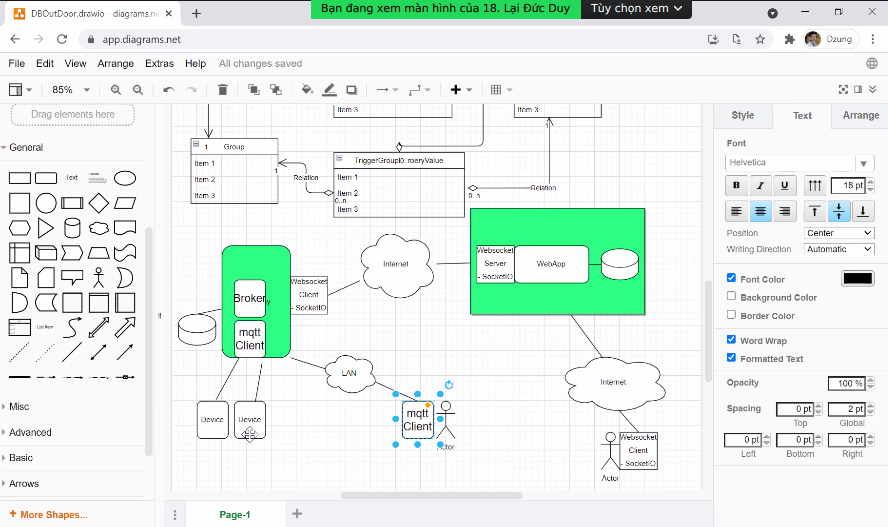 DBOutDoor.drawio - diagrams.ne
Bạn đang xem màn hình của 18. Lại Đức Duy
Tùy chọn xem
app.diagrams.net
Dzung
File Edit View Arrange Extras Help All changes saved
85%
Drag elements here
General
Text
List Item
Misc
Advanced
Basic
Arrows
+ More Shapes...
Item 3
Item 3
1
1 Group
Item 1
Item 2
Item 3
1
Relation
TriggerGroupI0..roeryValue
Item 1
Item 2
0..n
Item 3
0..n
Relation
Websocket
Server
- SocketIO
WebApp
Internet
Broker
Websocket
Client
- SocketIO
mqtt
Client
LAN
Internet
Device
Device
mqtt
Client
Actor
Websocket
Client
- SocketIO
Actor
Page-1
Style Text Arrange
Font
Helvetica
B I U
18 pt
Position Center
Writing Direction Automatic
Font Color
Background Color
Border Color
Word Wrap
Formatted Text
Opacity 100 %
Spacing 0 pt 2 pt
Top Global
0 pt 0 pt 0 pt
Left Bottom Right